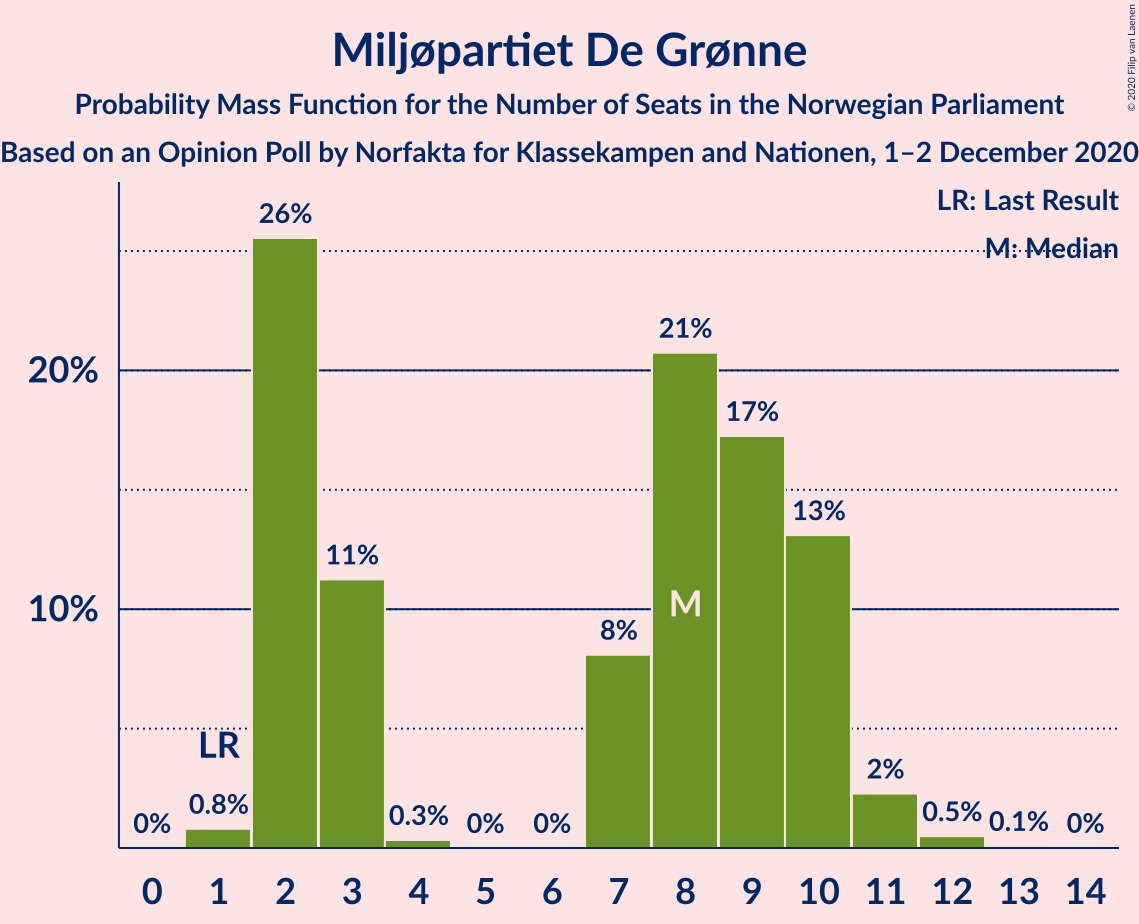 Miljøpartiet De Grønne
Probability Mass Function for the Number of Seats in the Norwegian Parliament
Based on an Opinion Poll by Norfakta for Klassekampen and Nationen, 1–2 December 2020
© 2020 Filip van Laenen
LR: Last Result
M: Median
20%
10%
0%
LR
0.8%
26%
11%
0.3%
0%
0%
8%
21%
M
17%
13%
2%
0.5%
0.1%
0%
0 1 2 3 4 5 6 7 8 9 10 11 12 13 14